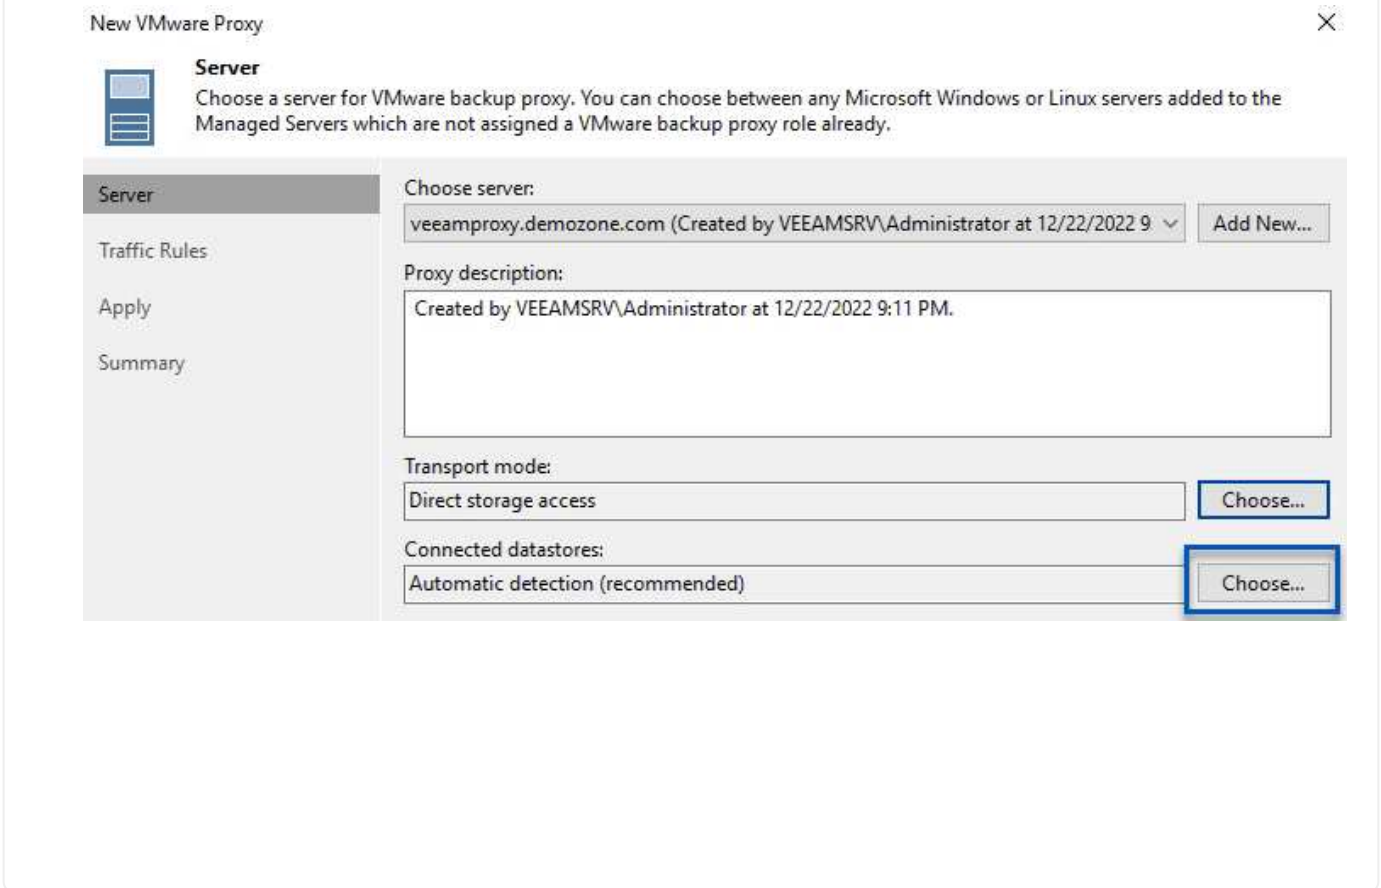 New VMware Proxy
Server
Choose a server for VMware backup proxy. You can choose between any Microsoft Windows or Linux servers added to the
Managed Servers which are not assigned a VMware backup proxy role already.
Server
Traffic Rules
Apply
Summary
Choose server:
veeamproxy.demozone.com (Created by VEEAMSRV\Administrator at 12/22/2022 9
Add New...
Proxy description:
Created by VEEAMSRV\Administrator at 12/22/2022 9:11 PM.
Transport mode:
Direct storage access
Choose...
Connected datastores:
Automatic detection (recommended)
Choose...